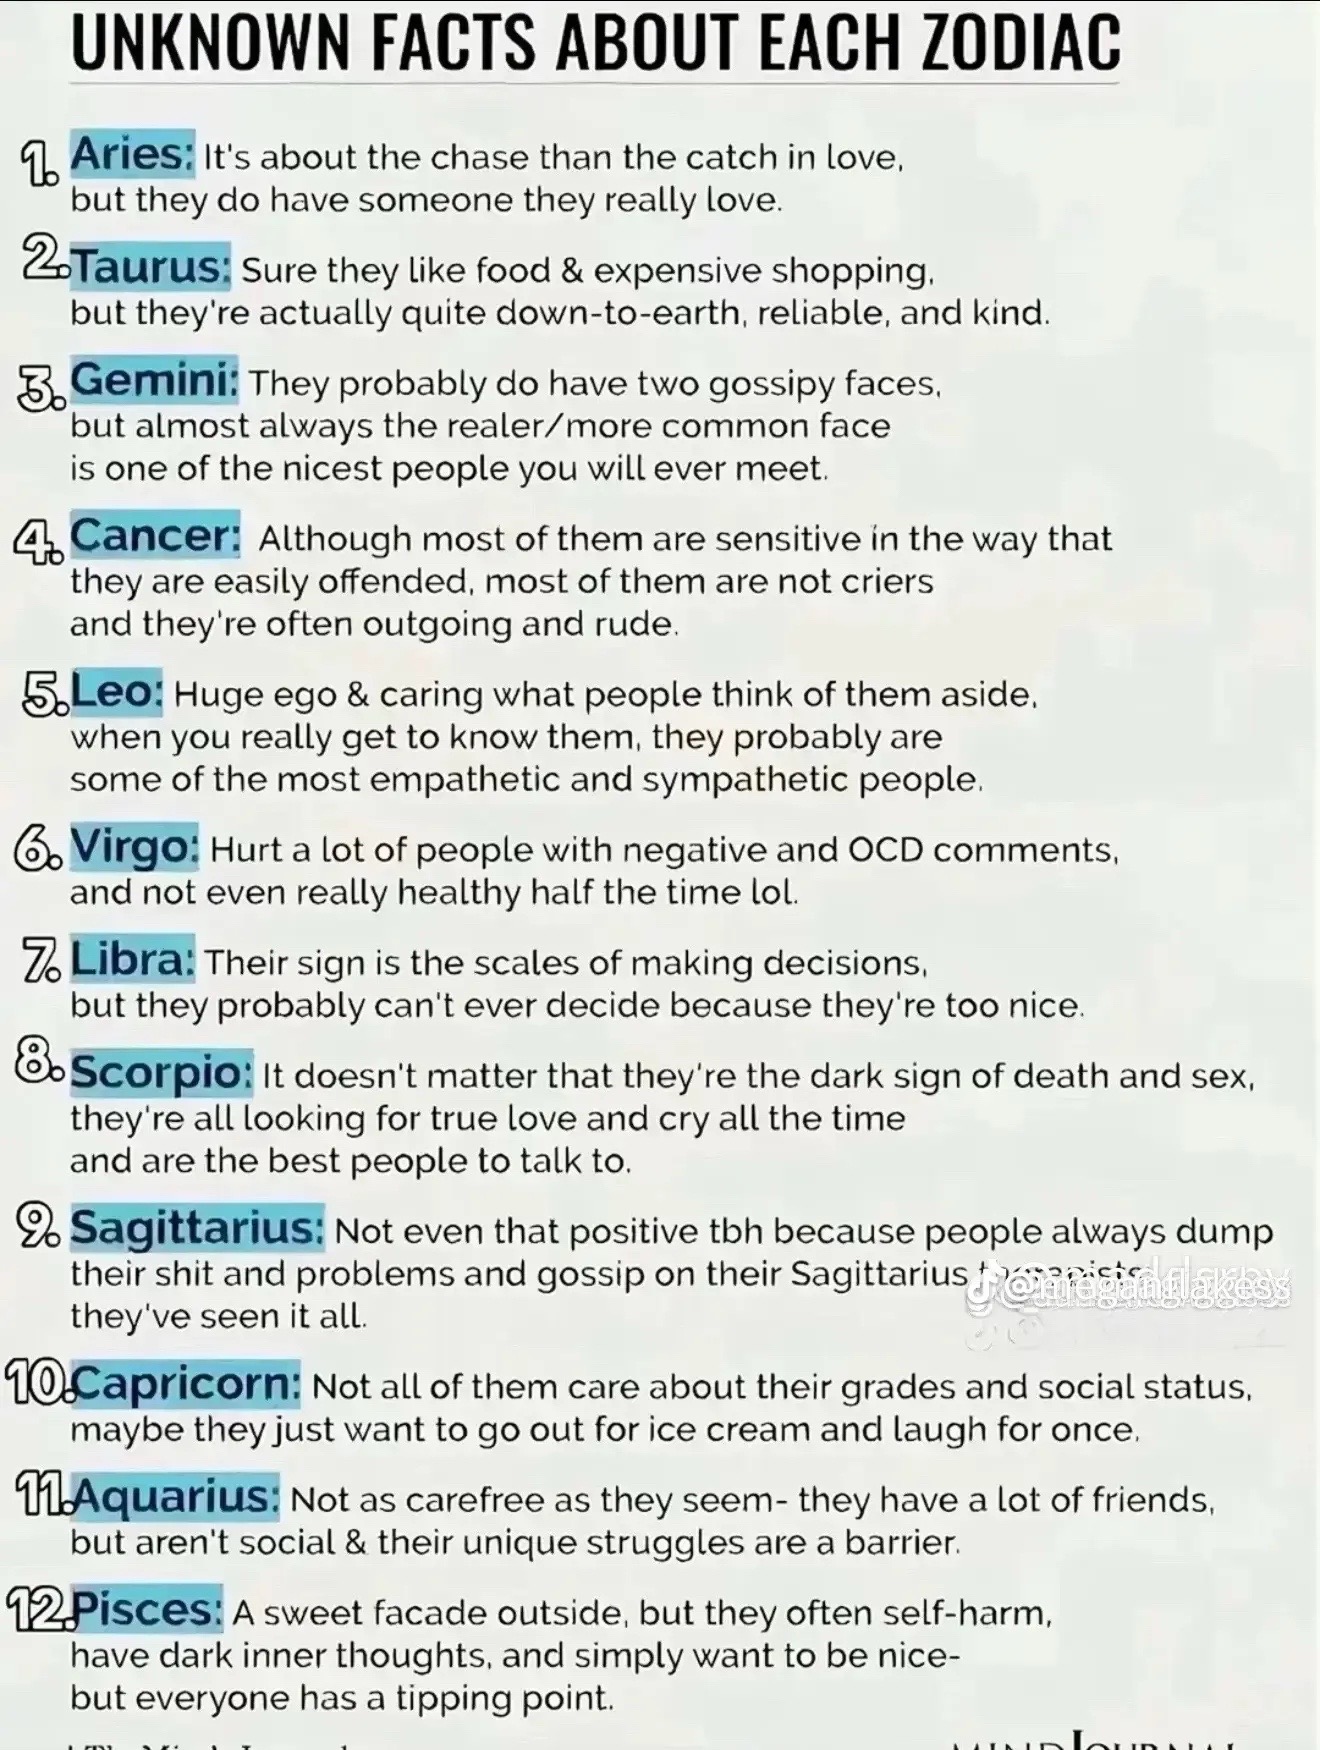 UNKNOWN FACTS ABOUT EACH ZODIAC
1. Aries: It's about the chase than the catch in love,
but they do have someone they really love.
2. Taurus: Sure they like food & expensive shopping,
but they're actually quite down-to-earth, reliable, and kind.
3. Gemini: They probably do have two gossipy faces,
but almost always the realer/more common face
is one of the nicest people you will ever meet.
4. Cancer: Although most of them are sensitive in the way that
they are easily offended, most of them are not criers
and they're often outgoing and rude.
5. Leo: Huge ego & caring what people think of them aside,
when you really get to know them, they probably are
some of the most empathetic and sympathetic people.
6. Virgo: Hurt a lot of people with negative and OCD comments,
and not even really healthy half the time lol.
7. Libra: Their sign is the scales of making decisions,
but they probably can't ever decide because they're too nice.
8. Scorpio: It doesn't matter that they're the dark sign of death and sex,
they're all looking for true love and cry all the time
and are the best people to talk to.
9. Sagittarius: Not even that positive tbh because people always dump
their shit and problems and gossip on their Sagittarius
they've seen it all.
10. Capricorn: Not all of them care about their grades and social status,
maybe they just want to go out for ice cream and laugh for once.
11. Aquarius: Not as carefree as they seem- they have a lot of friends,
but aren't social & their unique struggles are a barrier.
12. Pisces: A sweet facade outside, but they often self-harm,
have dark inner thoughts, and simply want to be nice-
but everyone has a tipping point.